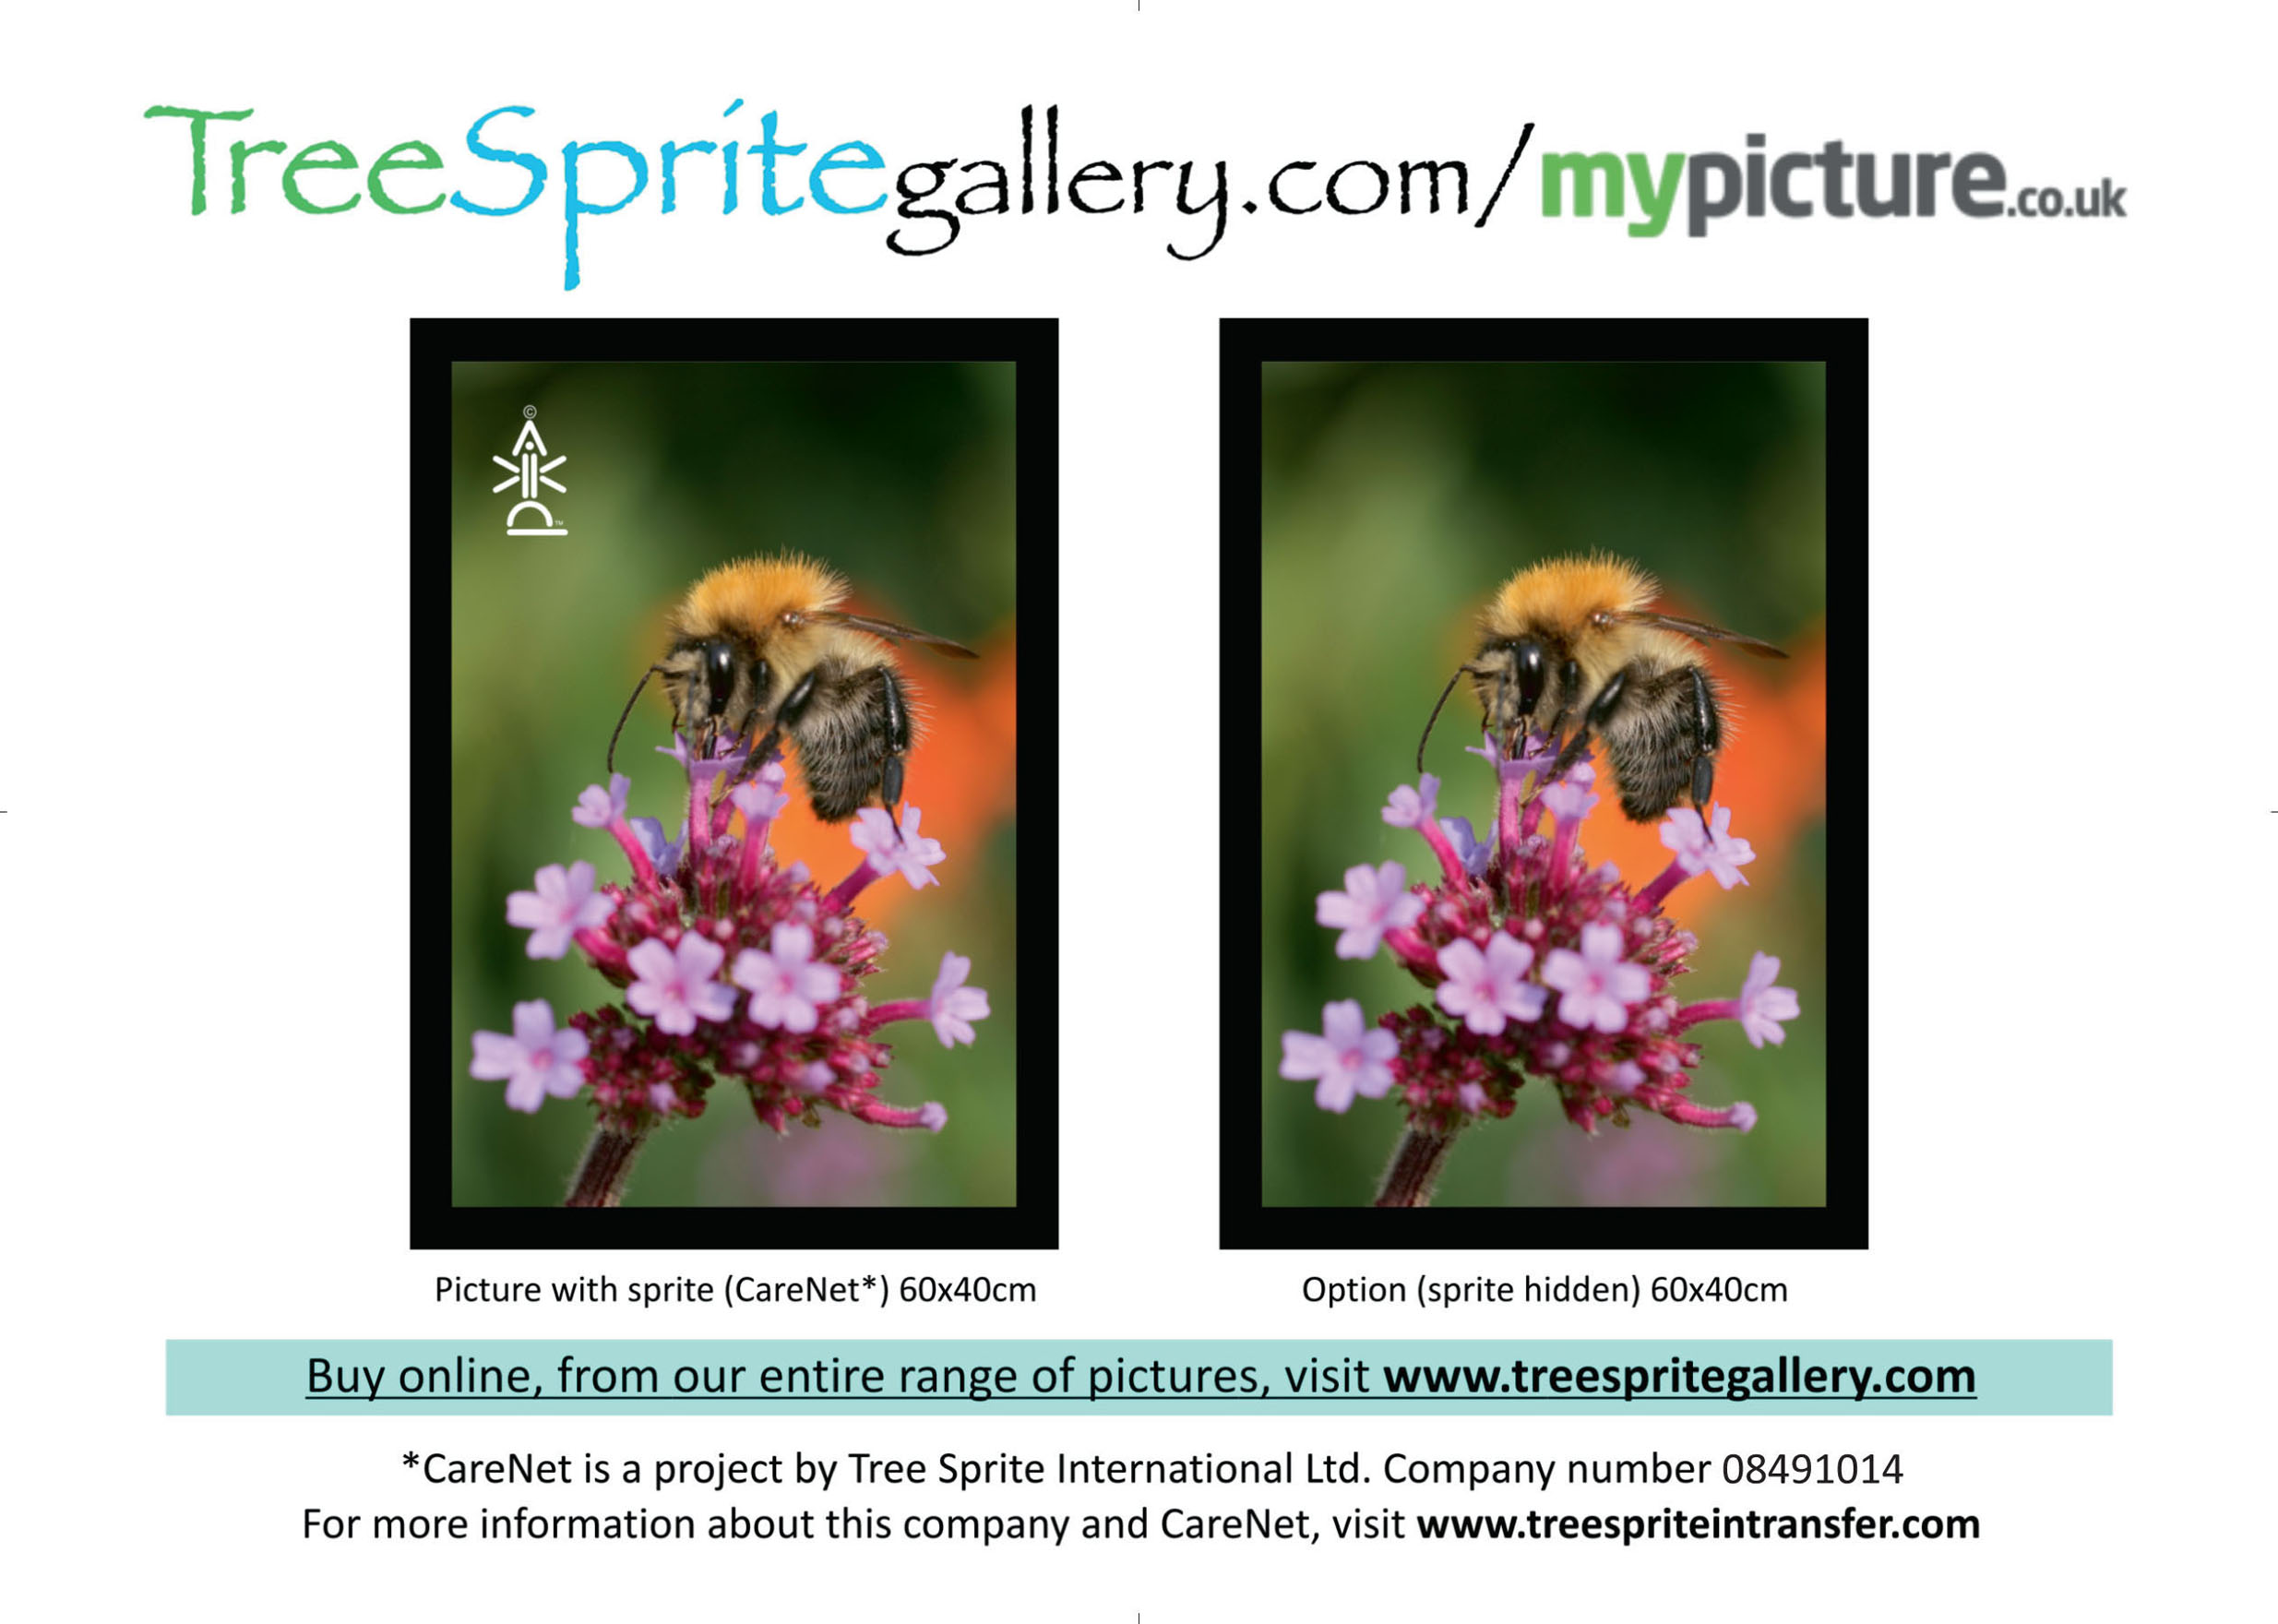 TreeSpritegallery.com/mypicture.co.uk
©
™
Picture with sprite (CareNet*) 60x40cm
Option (sprite hidden) 60x40cm
Buy online, from our entire range of pictures, visit www.treespritegallery.com
*CareNet is a project by Tree Sprite International Ltd. Company number 08491014
For more information about this company and CareNet, visit www.treespriteintransfer.com